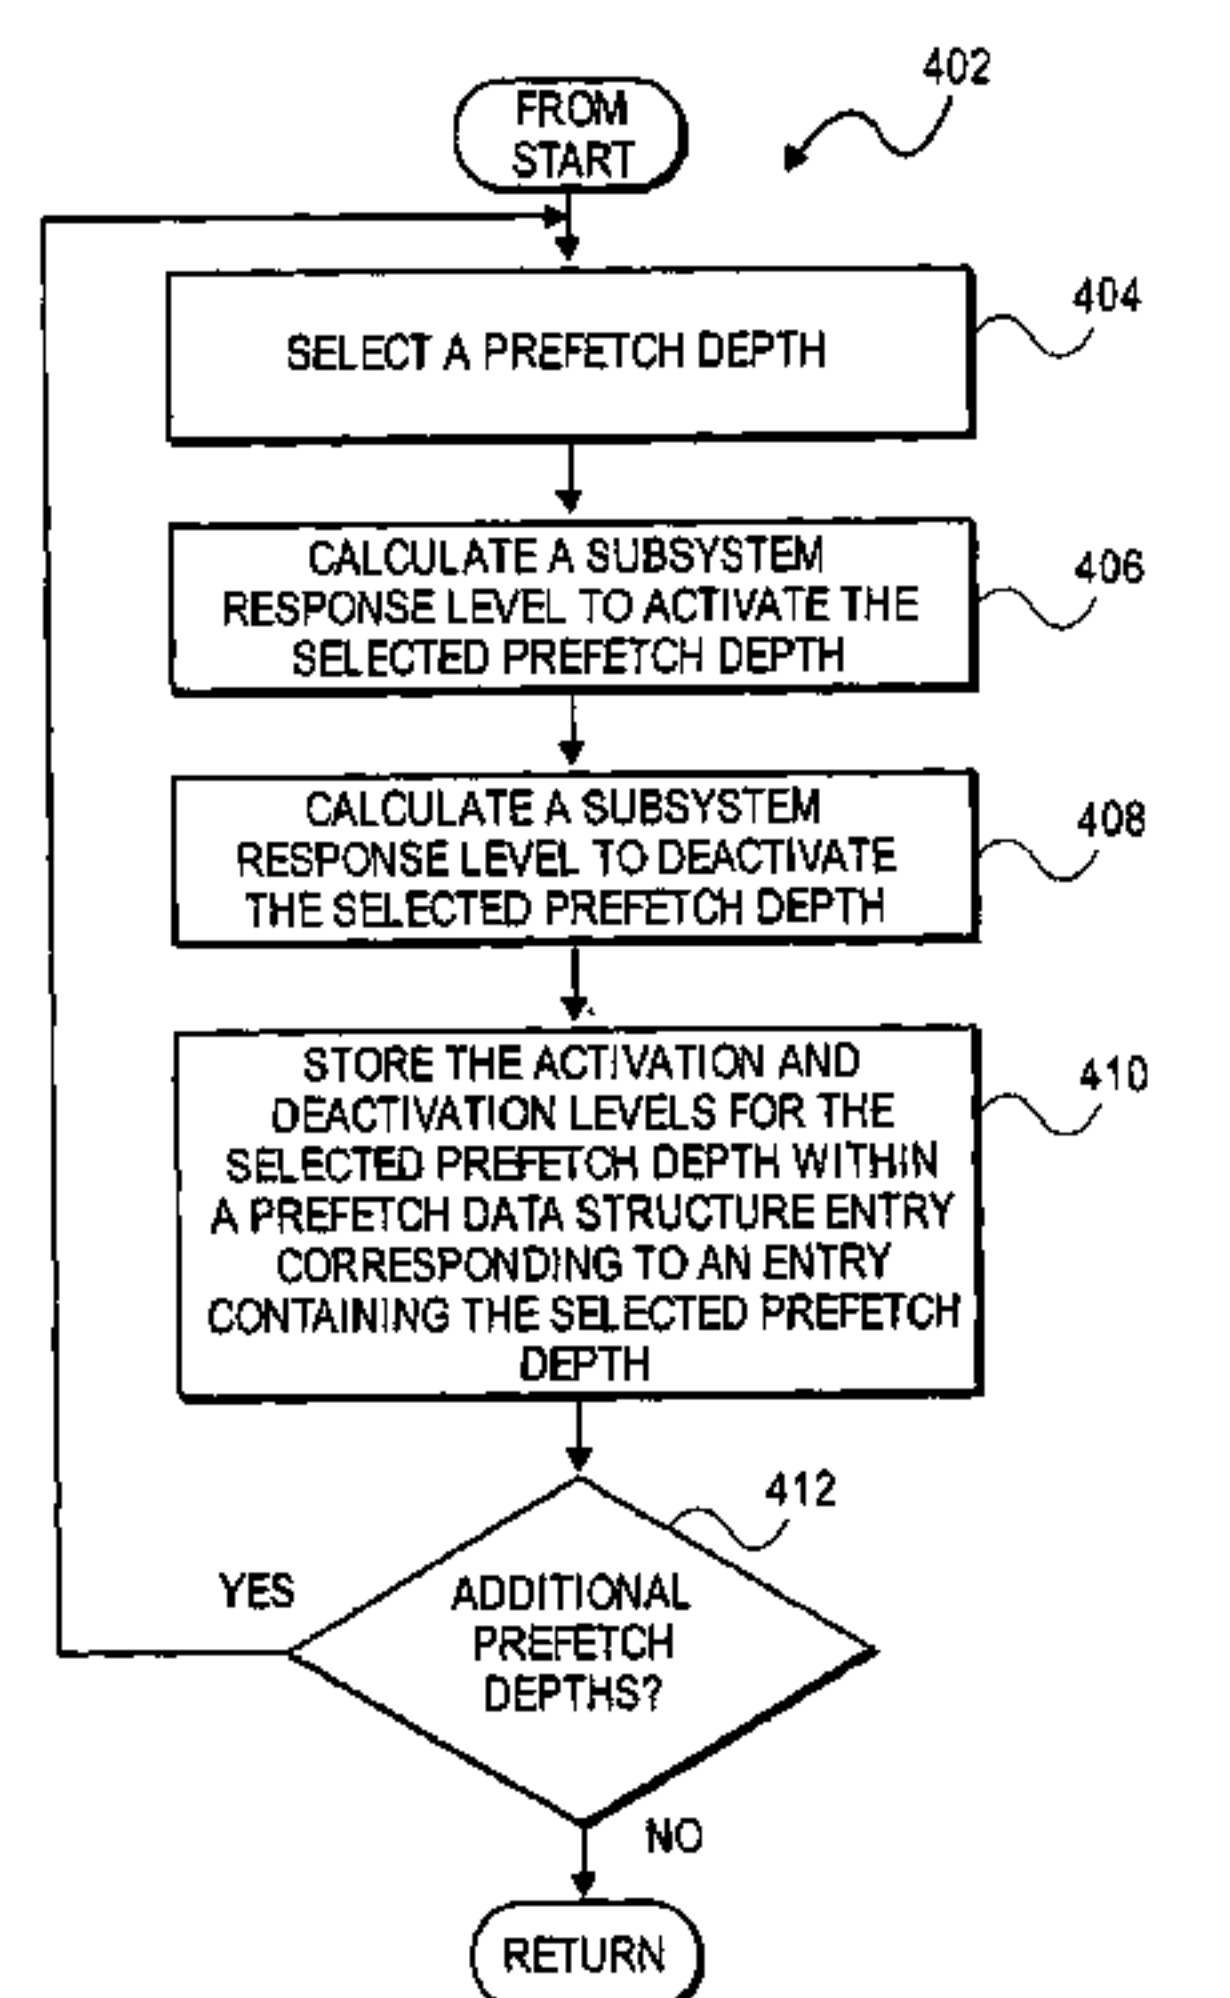 402
FROM
START
404
SELECT A PREFETCH DEPTH
406
CALCULATE A SUBSYSTEM
RESPONSE LEVEL TO ACTIVATE THE
SELECTED PREFETCH DEPTH
408
CALCULATE A SUBSYSTEM
RESPONSE LEVEL TO DEACTIVATE
THE SELECTED PREFETCH DEPTH
410
STORE THE ACTIVATION AND
DEACTIVATION LEVELS FOR THE
SELECTED PREFETCH DEPTH WITHIN
A PREFETCH DATA STRUCTURE ENTRY
CORRESPONDING TO AN ENTRY
CONTAINING THE SELECTED PREFETCH
DEPTH
412
YES
ADDITIONAL
PREFETCH
DEPTHS?
NO
RETURN